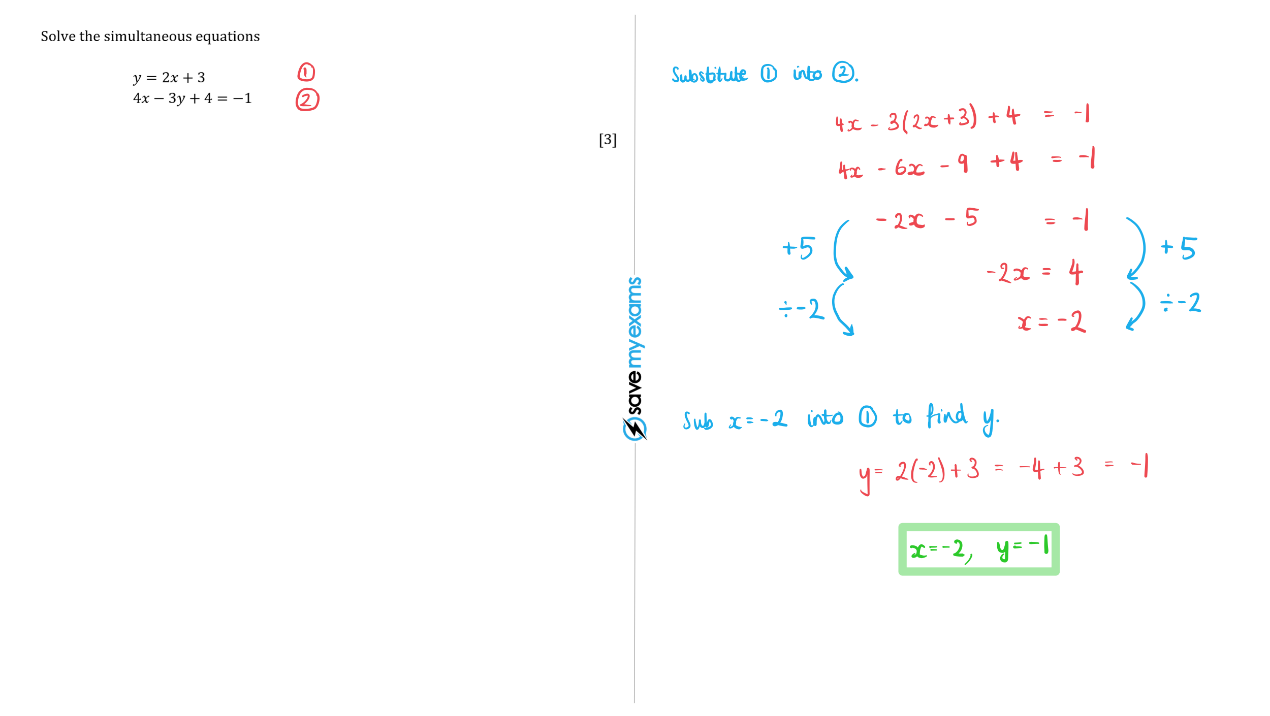 Solve the simultaneous equations
y = 2x + 3 ①
4x − 3y + 4 = −1 ②
[3]
save my exams
Substitute ① into ②.
4x - 3(2x+3) + 4 = -1
4x - 6x - 9 + 4 = -1
-2x - 5 = -1
+5 +5
-2x = 4
÷-2 ÷-2
x = -2
Sub x=-2 into ① to find y.
y = 2(-2)+3 = -4+3 = -1
x=-2, y=-1